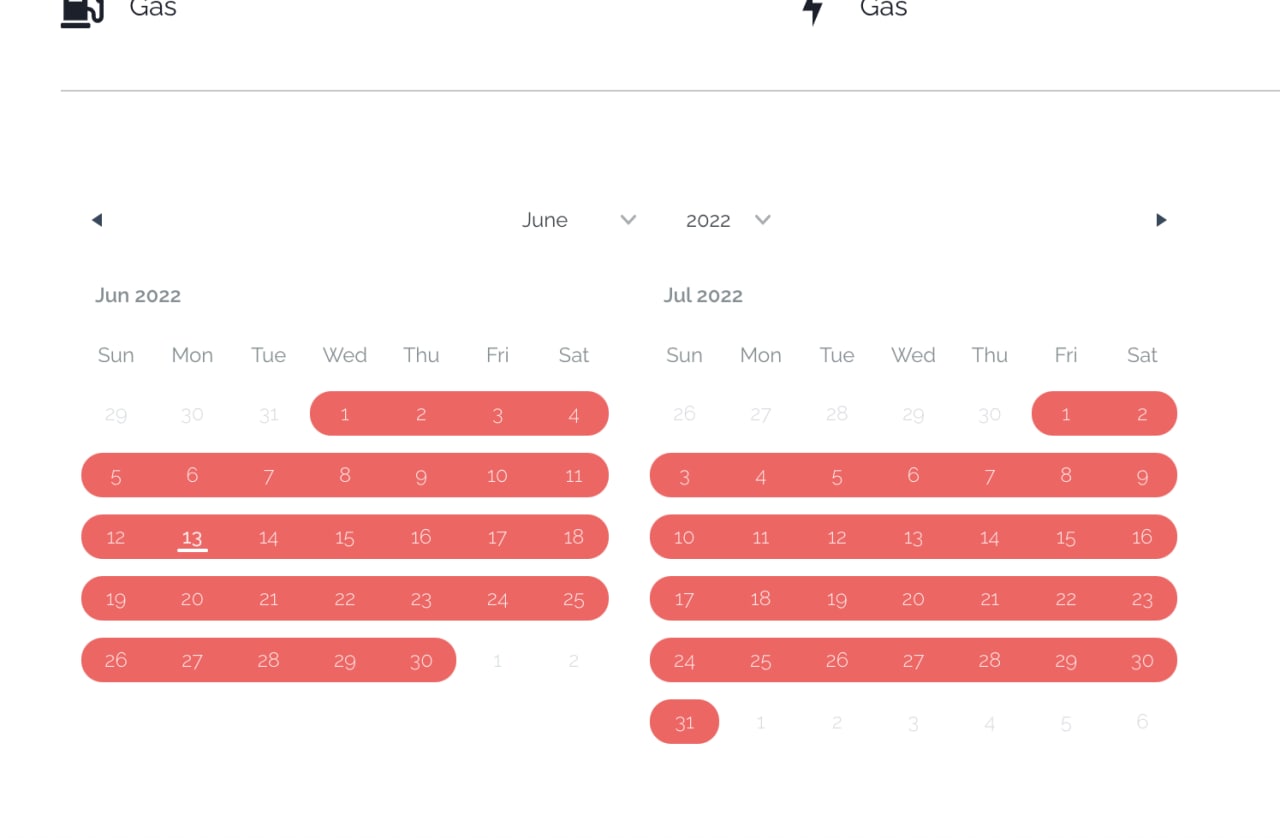 Gas Gas
June 2022
Jun 2022 Jul 2022
Sun Mon Tue Wed Thu Fri Sat Sun Mon Tue Wed Thu Fri Sat
29 30 31 1 2 3 4 26 27 28 29 30 1 2
5 6 7 8 9 10 11 3 4 5 6 7 8 9
12 13 14 15 16 17 18 10 11 12 13 14 15 16
19 20 21 22 23 24 25 17 18 19 20 21 22 23
26 27 28 29 30 1 2 24 25 26 27 28 29 30
31 1 2 3 4 5 6